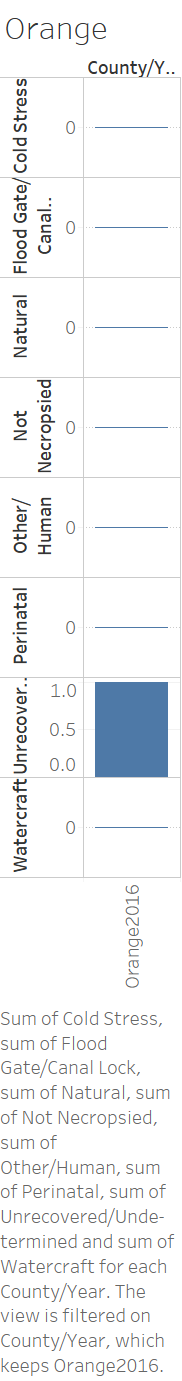 Orange
County/Y..
Cold Stress
0
Flood Gate/
Canal..
0
Natural
0
Not
Necropsied
0
Other/
Human
0
Perinatal
0
Unrecover..
1.0
0.5
0.0
Watercraft
0
Orange2016
Sum of Cold Stress,
sum of Flood
Gate/Canal Lock,
sum of Natural, sum
of Not Necropsied,
sum of
Other/Human, sum
of Perinatal, sum of
Unrecovered/Unde-
termined and sum of
Watercraft for each
County/Year. The
view is filtered on
County/Year, which
keeps Orange2016.